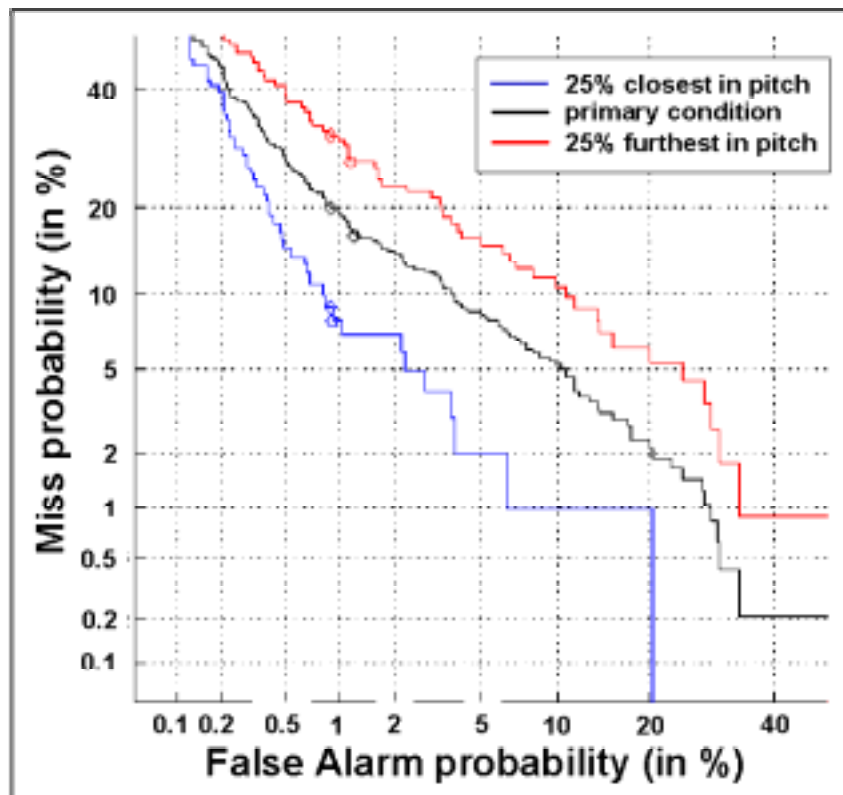 25% closest in pitch
primary condition
25% furthest in pitch
Miss probability (in %)
40
20
10
5
2
1
0.5
0.2
0.1
0.1 0.2 0.5 1 2 5 10 20 40
False Alarm probability (in %)